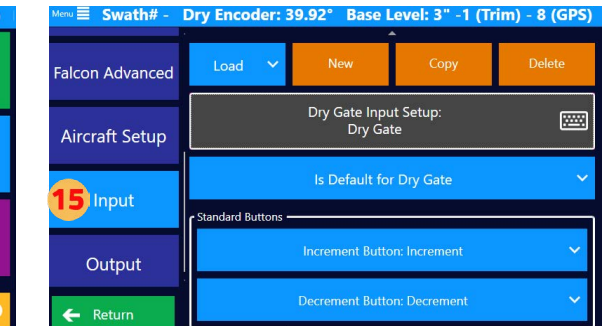 Menu Swath# - Dry Encoder: 39.92° Base Level: 3" -1 (Trim) - 8 (GPS)
Falcon Advanced
Aircraft Setup
15 Input
Output
← Return
Load New Copy Delete
Dry Gate Input Setup:
Dry Gate
Is Default for Dry Gate
Standard Buttons
Increment Button: Increment
Decrement Button: Decrement